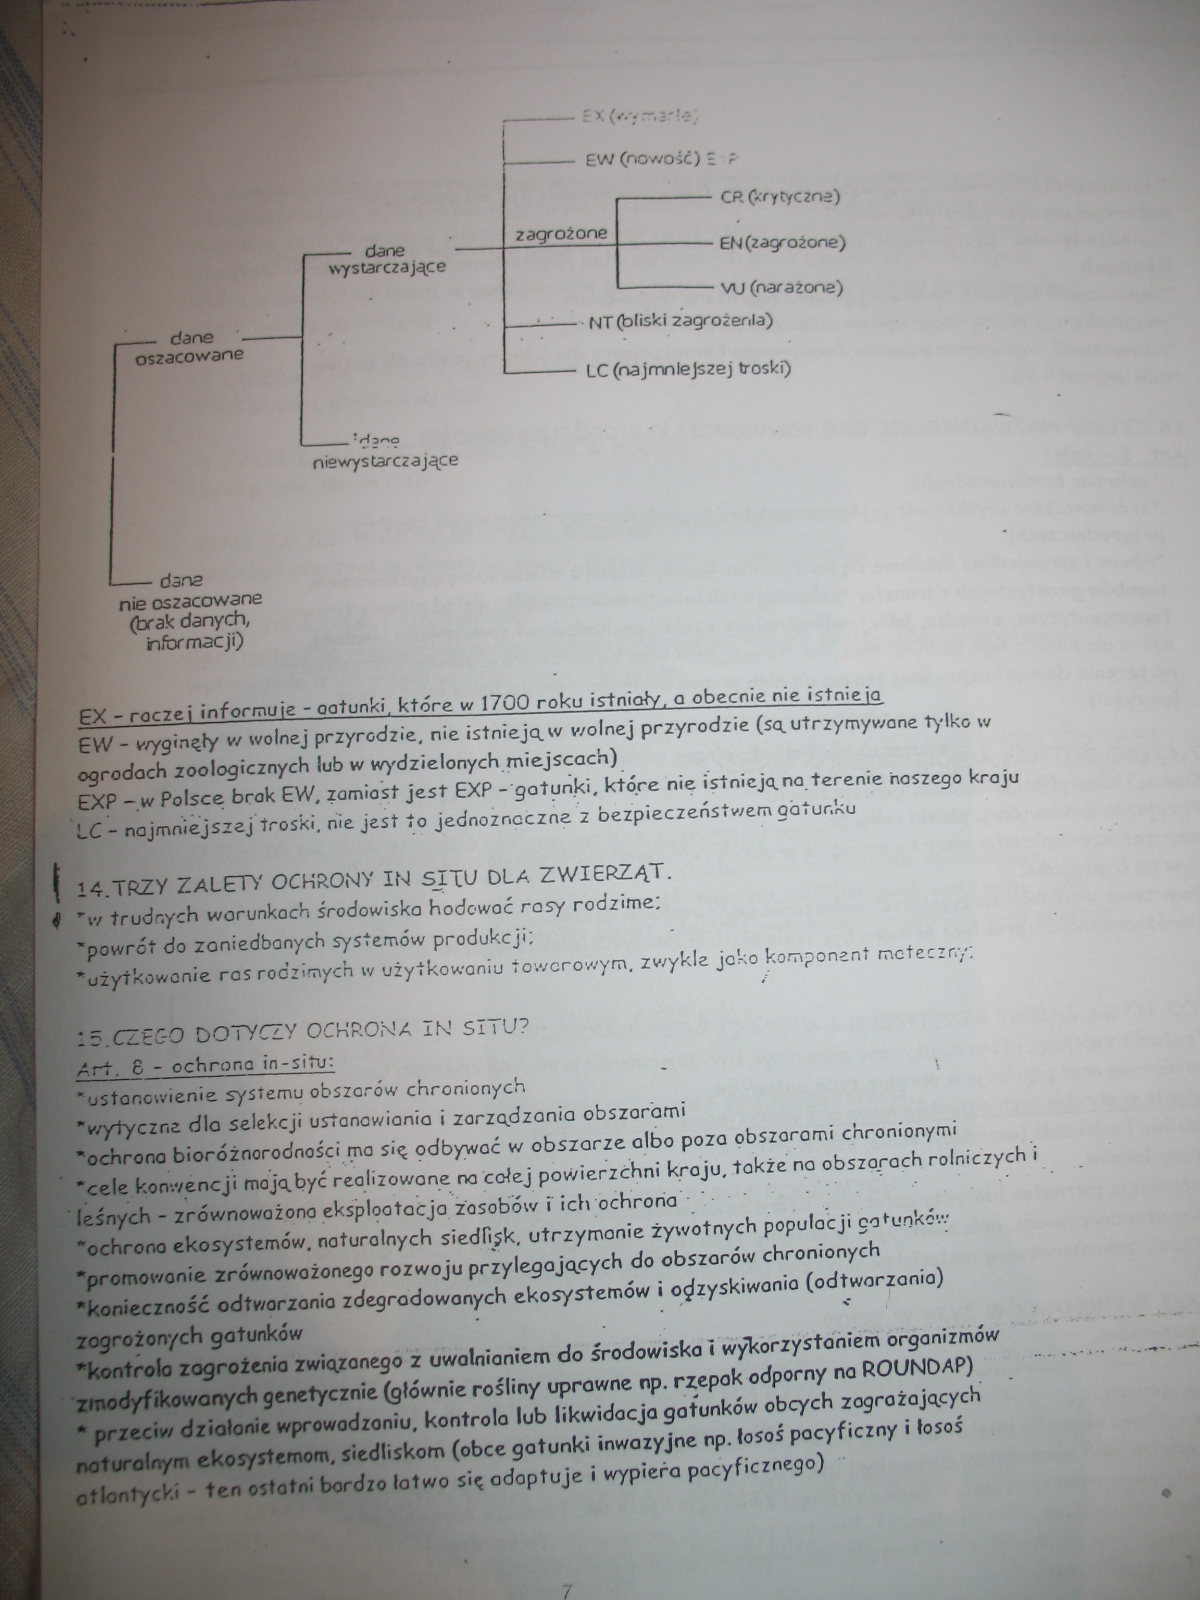 EX (wymarłe)
EW (nowość) EXP
CR (krytyczne)
zagrożone
EN (zagrożone)
dane
wystarczające
VU (narażone)
NT (bliski zagrożenia)
dane
oszacowane
LC (najmniejszej troski)
dane
niewystarczające
dane
nie oszacowane
(brak danych,
informacji)
EX - raczej informuje - gatunki, które w 1700 roku istniały, a obecnie nie istnieją
EW - wyginęły w wolnej przyrodzie, nie istnieją w wolnej przyrodzie (są utrzymywane tylko w
ogrodach zoologicznych lub w wydzielonych miejscach)
EXP - w Polsce brak EW, zamiast jest EXP - gatunki, które nie istnieją na terenie naszego kraju
LC - najmniejszej troski, nie jest to jednoznaczne z bezpieczeństwem gatunku
14.TRZY ZALETY OCHRONY IN SITU DLA ZWIERZĄT.
*w trudnych warunkach środowiska hodować rasy rodzime;
*powrót do zaniedbanych systemów produkcji;
*użytkowanie ras rodzimych w użytkowaniu towarowym, zwykle jako komponent mateczny;
15.CZEGO DOTYCZY OCHRONA IN SITU?
Art. 8 - ochrona in-situ:
*ustanowienie systemu obszarów chronionych
*wytyczne dla selekcji ustanawiania i zarządzania obszarami
*ochrona bioróżnorodności ma się odbywać w obszarze albo poza obszarami chronionymi
*cele konwencji mają być realizowane na całej powierzchni kraju, także na obszarach rolniczych i
leśnych - zrównoważona eksploatacja zasobów i ich ochrona
*ochrona ekosystemów, naturalnych siedlisk, utrzymanie żywotnych populacji gatunków
*promowanie zrównoważonego rozwoju przylegających do obszarów chronionych
*konieczność odtwarzania zdegradowanych ekosystemów i odzyskiwania (odtwarzania)
zagrożonych gatunków
*kontrola zagrożenia związanego z uwalnianiem do środowiska i wykorzystaniem organizmów
zmodyfikowanych genetycznie (głównie rośliny uprawne np. rzepak odporny na ROUNDAP)
* przeciw działanie wprowadzaniu, kontrola lub likwidacja gatunków obcych zagrażających
naturalnym ekosystemom, siedliskom (obce gatunki inwazyjne np. łosoś pacyficzny i łosoś
atlantycki - ten ostatni bardzo łatwo się adaptuje i wypiera pacyficznego)
7